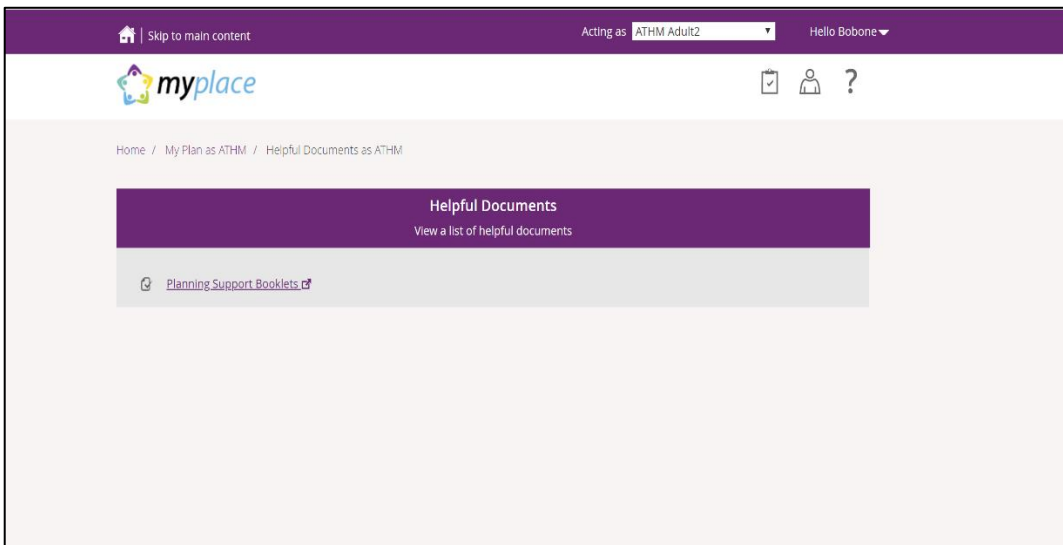 | Skip to main content
Acting as ATHM Adult2
Hello Bobone
myplace
?
Home / My Plan as ATHM / Helpful Documents as ATHM
Helpful Documents
View a list of helpful documents
Planning Support Booklets